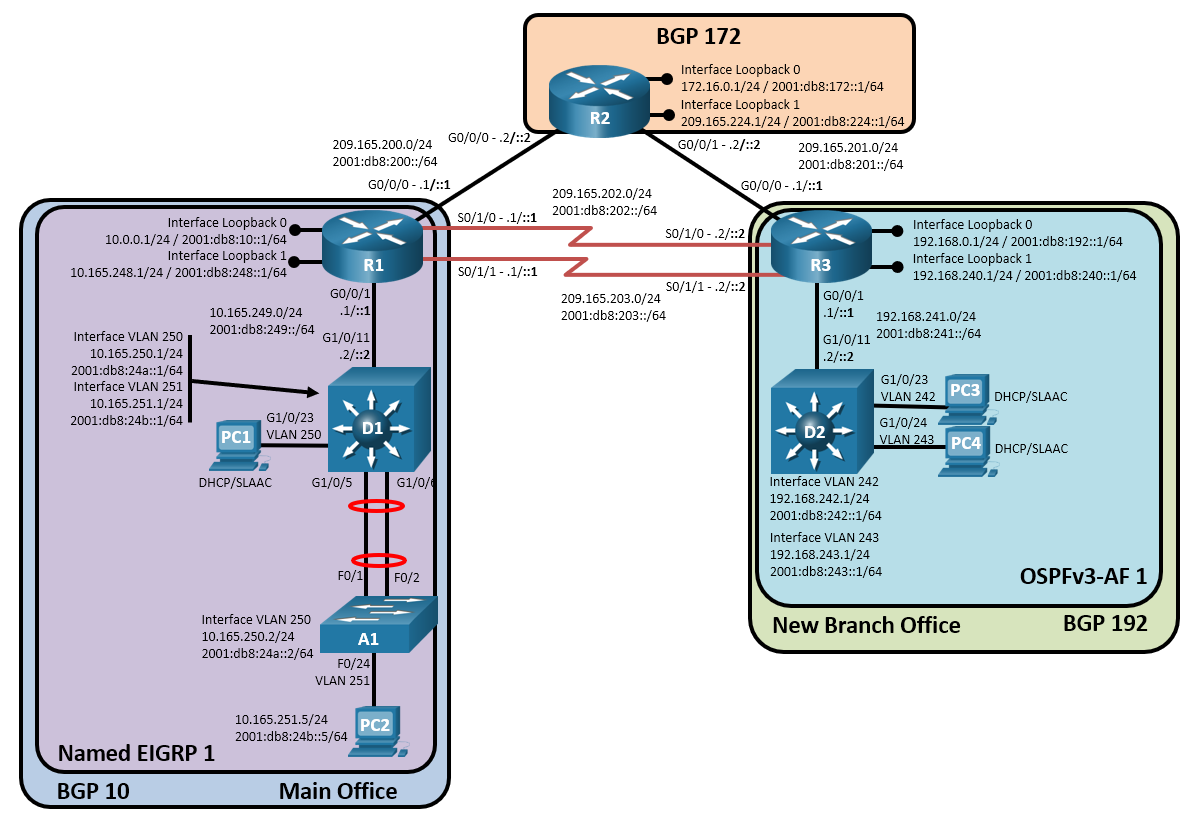 BGP 172
Interface Loopback 0
172.16.0.1/24 / 2001:db8:172::1/64
Interface Loopback 1
209.165.224.1/24 / 2001:db8:224::1/64
R2
G0/0/0 - .2/::2
G0/0/1 - .2/::2
209.165.200.0/24
2001:db8:200::/64
209.165.201.0/24
2001:db8:201::/64
G0/0/0 - .1/::1
G0/0/0 - .1/::1
209.165.202.0/24
2001:db8:202::/64
S0/1/0 - .1/::1
S0/1/0 - .2/::2
S0/1/1 - .1/::1
S0/1/1 - .2/::2
209.165.203.0/24
2001:db8:203::/64
Interface Loopback 0
10.0.0.1/24 / 2001:db8:10::1/64
Interface Loopback 1
10.165.248.1/24 / 2001:db8:248::1/64
R1
G0/0/1
.1/::1
10.165.249.0/24
2001:db8:249::/64
G1/0/11
.2/::2
Interface VLAN 250
10.165.250.1/24
2001:db8:24a::1/64
Interface VLAN 251
10.165.251.1/24
2001:db8:24b::1/64
D1
PC1
G1/0/23
VLAN 250
DHCP/SLAAC
G1/0/5
G1/0/6
F0/1
F0/2
Interface VLAN 250
10.165.250.2/24
2001:db8:24a::2/64
A1
F0/24
VLAN 251
10.165.251.5/24
2001:db8:24b::5/64
PC2
Named EIGRP 1
BGP 10
Main Office
R3
Interface Loopback 0
192.168.0.1/24 / 2001:db8:192::1/64
Interface Loopback 1
192.168.240.1/24 / 2001:db8:240::1/64
G0/0/1
.1/::1
192.168.241.0/24
2001:db8:241::/64
G1/0/11
.2/::2
D2
G1/0/23
VLAN 242
PC3
DHCP/SLAAC
G1/0/24
VLAN 243
PC4
DHCP/SLAAC
Interface VLAN 242
192.168.242.1/24
2001:db8:242::1/64
Interface VLAN 243
192.168.243.1/24
2001:db8:243::1/64
OSPFv3-AF 1
New Branch Office
BGP 192